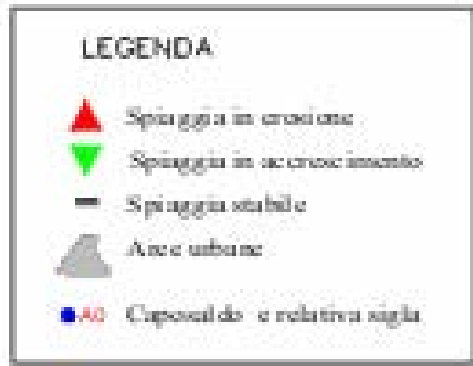 LEGENDA
Spiaggia in erosione
Spiaggia in accrescimento
Spiaggia stabile
Aree urbane
A0 Caposaldo e relativa sigla